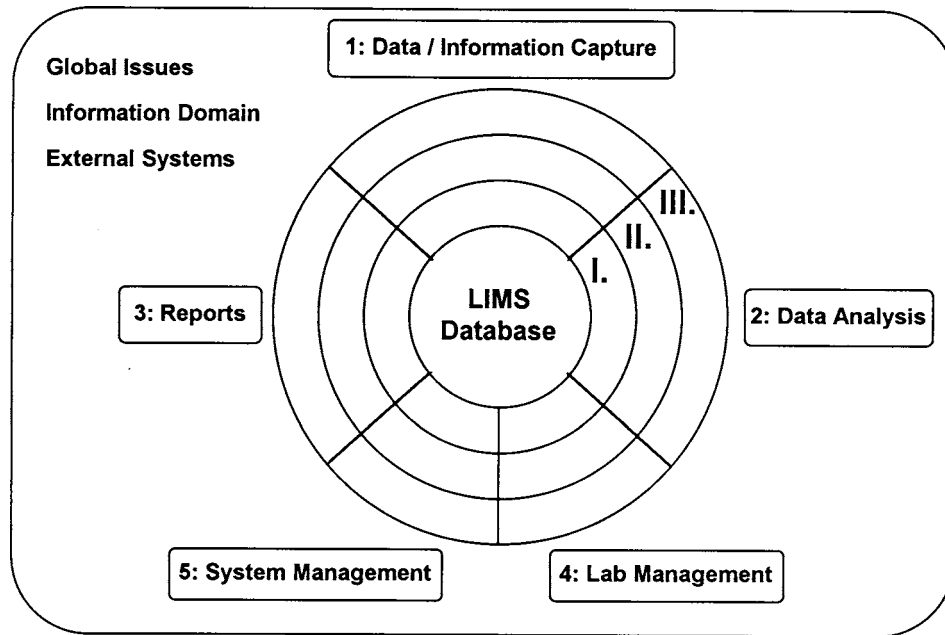 1: Data / Information Capture
Global Issues
Information Domain
External Systems
III.
II.
I.
LIMS
Database
3: Reports
2: Data Analysis
5: System Management
4: Lab Management